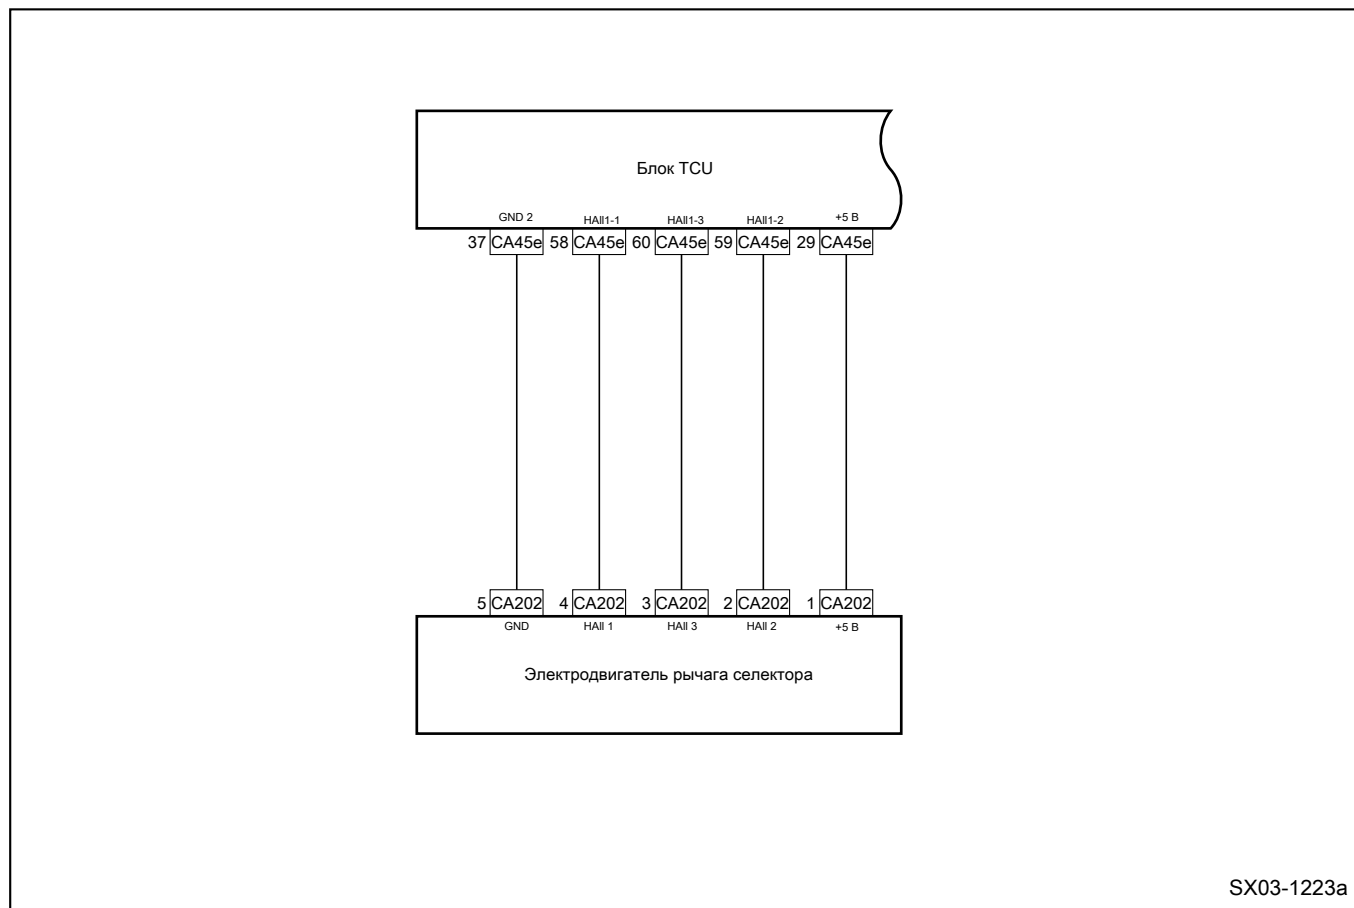 Блок TCU
GND 2 HAll1-1 HAll1-3 HAll1-2 +5 В
37 CA45e 58 CA45e 60 CA45e 59 CA45e 29 CA45e
5 CA202 4 CA202 3 CA202 2 CA202 1 CA202
GND HAll 1 HAll 3 HAll 2 +5 В
Электродвигатель рычага селектора
SX03-1223a